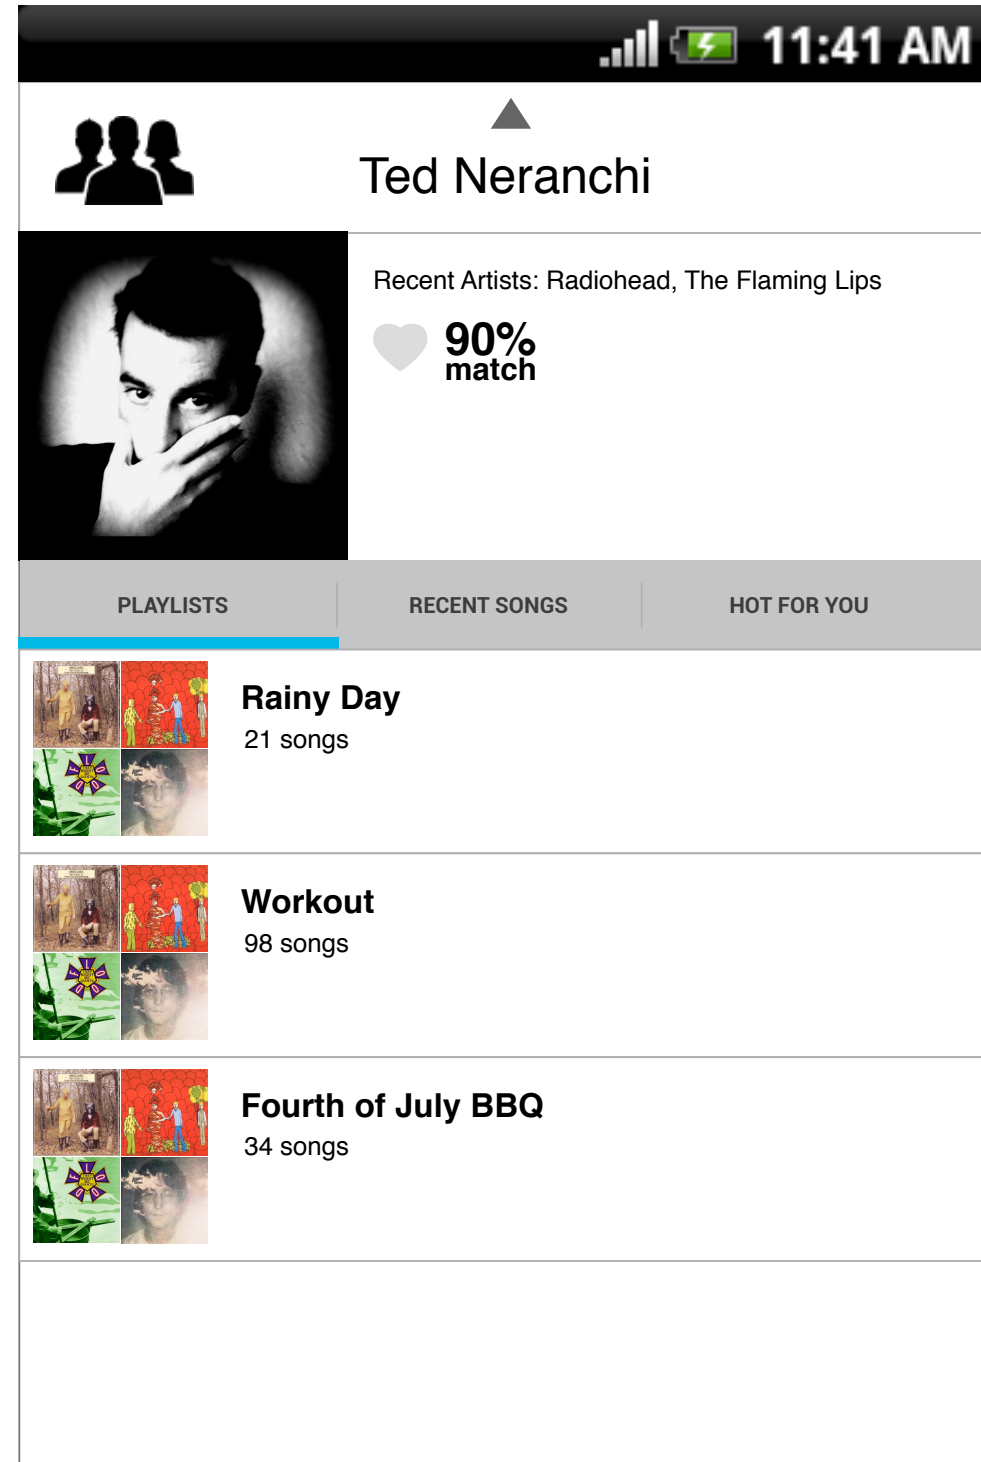 11:41 AM
Ted Neranchi
Recent Artists: Radiohead, The Flaming Lips
90%
match
PLAYLISTS
RECENT SONGS
HOT FOR YOU
Rainy Day
21 songs
Workout
98 songs
Fourth of July BBQ
34 songs